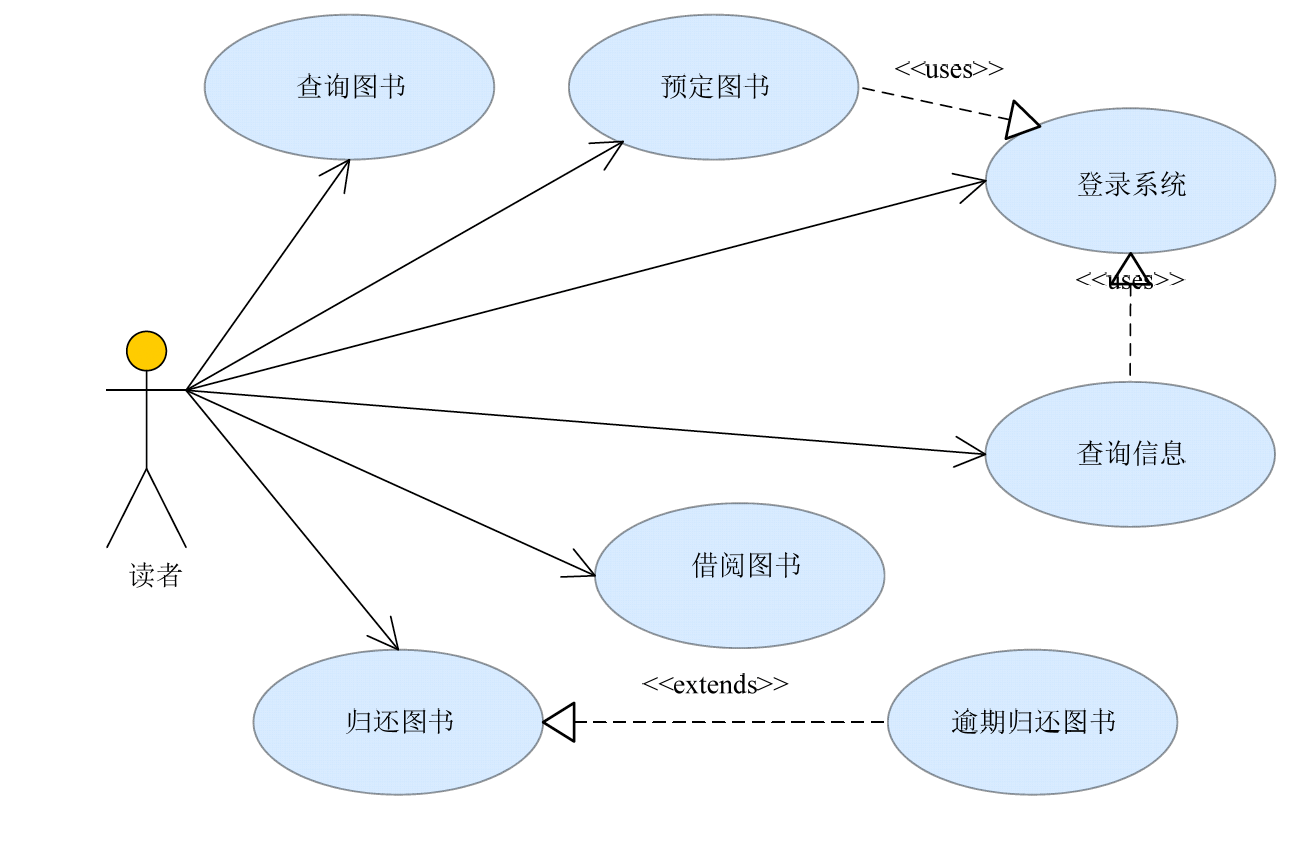 查询图书
预定图书
<<uses>>
登录系统
<<uses>>
查询信息
借阅图书
读者
<<extends>>
归还图书
逾期归还图书